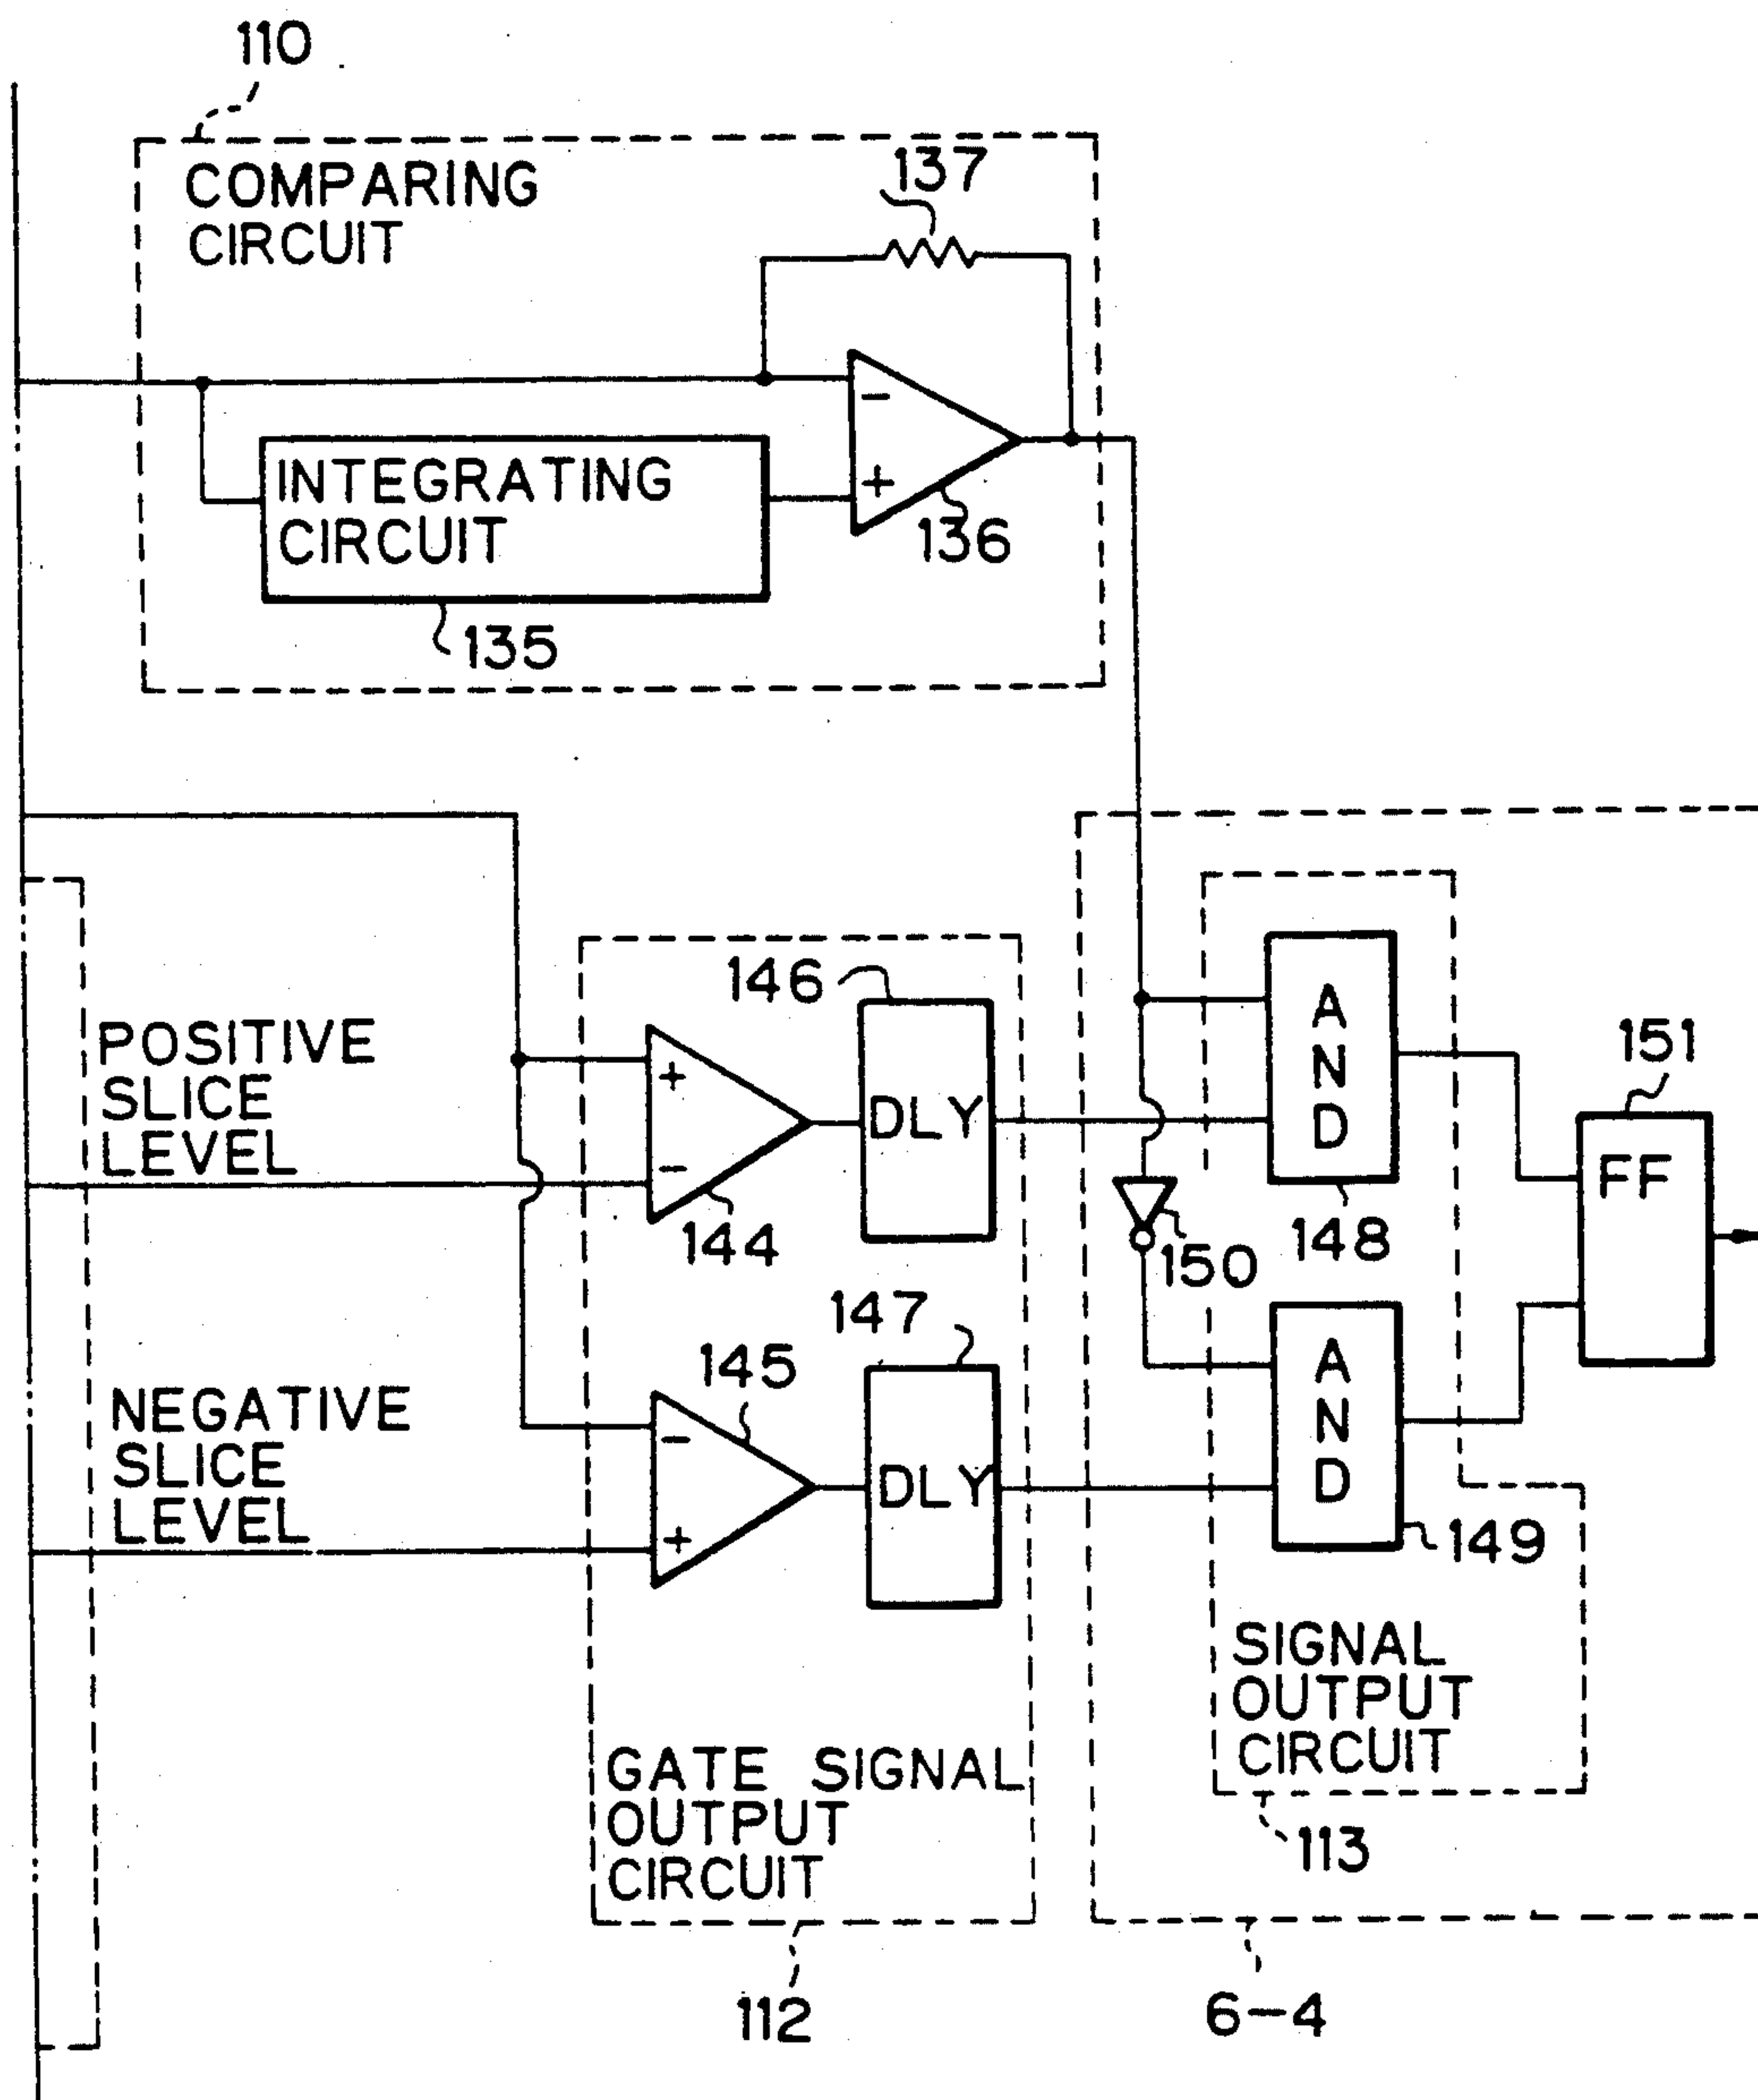 110
COMPARING
CIRCUIT
137
−
+
INTEGRATING
CIRCUIT
136
135
POSITIVE
SLICE
LEVEL
146
+
−
DLY
144
A
N
D
148
150
151
FF
NEGATIVE
SLICE
LEVEL
145
147
−
+
DLY
A
N
D
149
SIGNAL
OUTPUT
CIRCUIT
113
GATE SIGNAL
OUTPUT
CIRCUIT
112
6-4